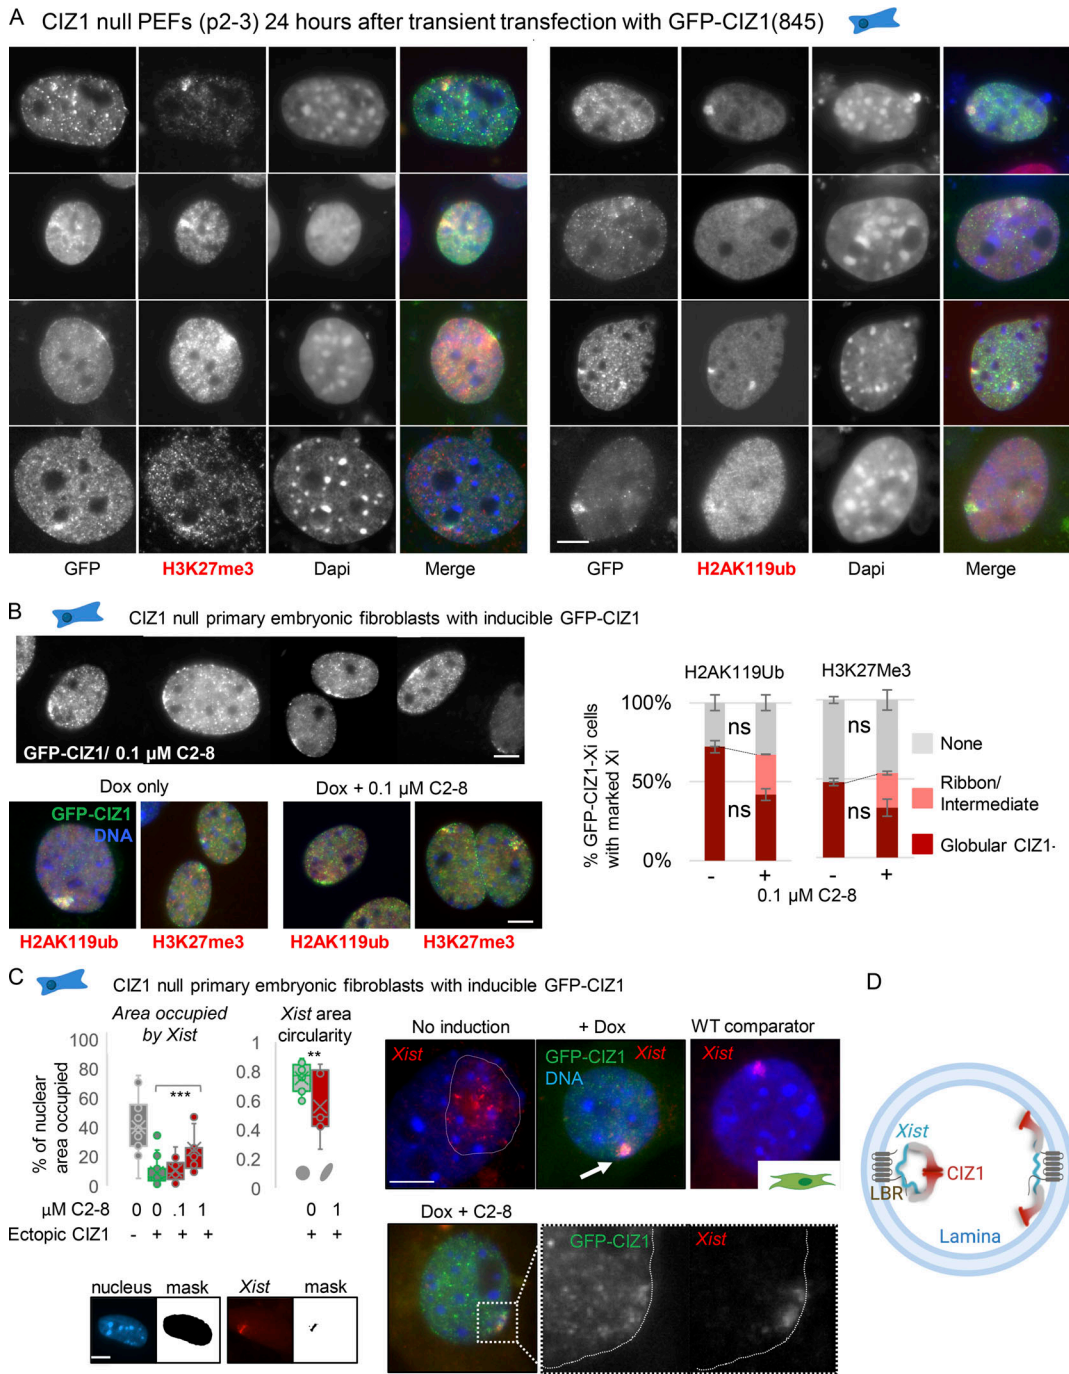 A CIZ1 null PEFs (p2-3) 24 hours after transient transfection with GFP-CIZ1(845)
GFP H3K27me3 Dapi Merge
GFP H2AK119ub Dapi Merge
B CIZ1 null primary embryonic fibroblasts with inducible GFP-CIZ1
GFP-CIZ1/ 0.1 µM C2-8
Dox only
Dox + 0.1 µM C2-8
GFP-CIZ1
DNA
H2AK119ub H3K27me3 H2AK119ub H3K27me3
H2AK119Ub H3K27Me3
% GFP-CIZ1-Xi cells
with marked Xi
100%
50%
0%
ns ns
ns ns
- + - +
0.1 µM C2-8
None
Ribbon/
Intermediate
Globular CIZ1-
C CIZ1 null primary embryonic fibroblasts with inducible GFP-CIZ1
Area occupied
by Xist
% of nuclear
area occupied
100
80
60
40
20
0
***
µM C2-8 0 0 .1 1
Ectopic CIZ1 - + + +
Xist area
circularity
1
0.8
0.6
0.4
0.2
0
**
0 1
+ +
nucleus mask Xist mask
No induction + Dox WT comparator
Xist
GFP-CIZ1 Xist
DNA
Xist
Dox + C2-8
GFP-CIZ1 Xist
D
Xist
CIZ1
LBR
Lamina